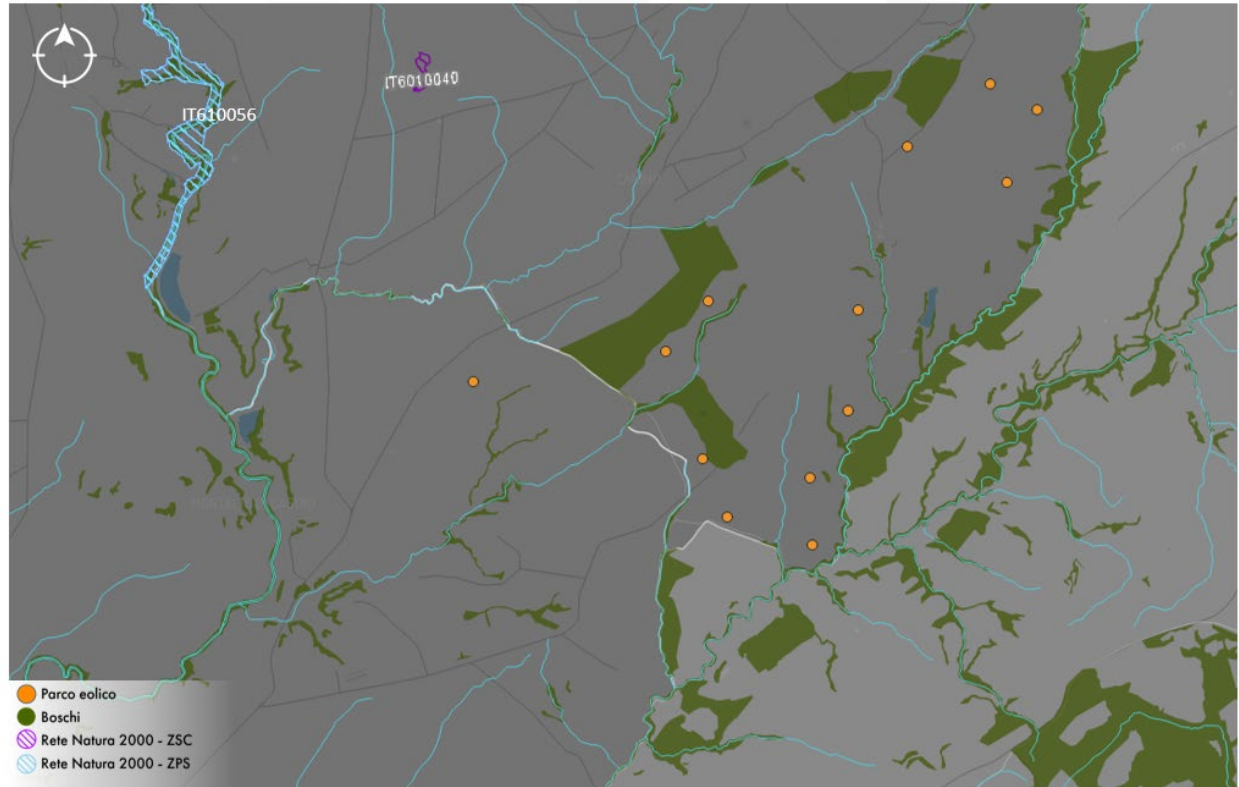 IT6010040
IT610056
Parco eolico
Boschi
Rete Natura 2000 - ZSC
Rete Natura 2000 - ZPS